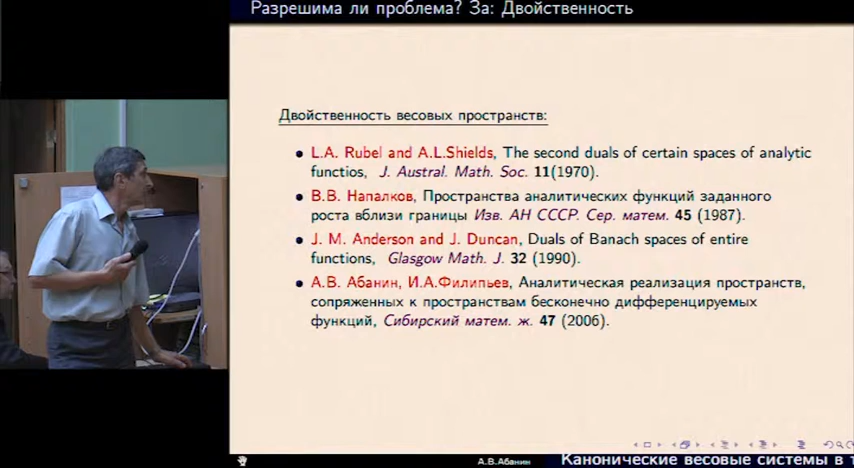 Разрешима ли проблема? За: Двойственность
Двойственность весовых пространств:
L.A. Rubel and A.L.Shields, The second duals of certain spaces of analytic
functios, J. Austral. Math. Soc. 11(1970).
В.В. Напалков, Пространства аналитических функций заданного
роста вблизи границы Изв. АН СССР. Сер. матем. 45 (1987).
J. M. Anderson and J. Duncan, Duals of Banach spaces of entire
functions, Glasgow Math. J. 32 (1990).
А.В. Абанин, И.А.Филипьев, Аналитическая реализация пространств,
сопряженных к пространствам бесконечно дифференцируемых
функций, Сибирский матем. ж. 47 (2006).
А.В.Абанин Канонические весовые системы в т